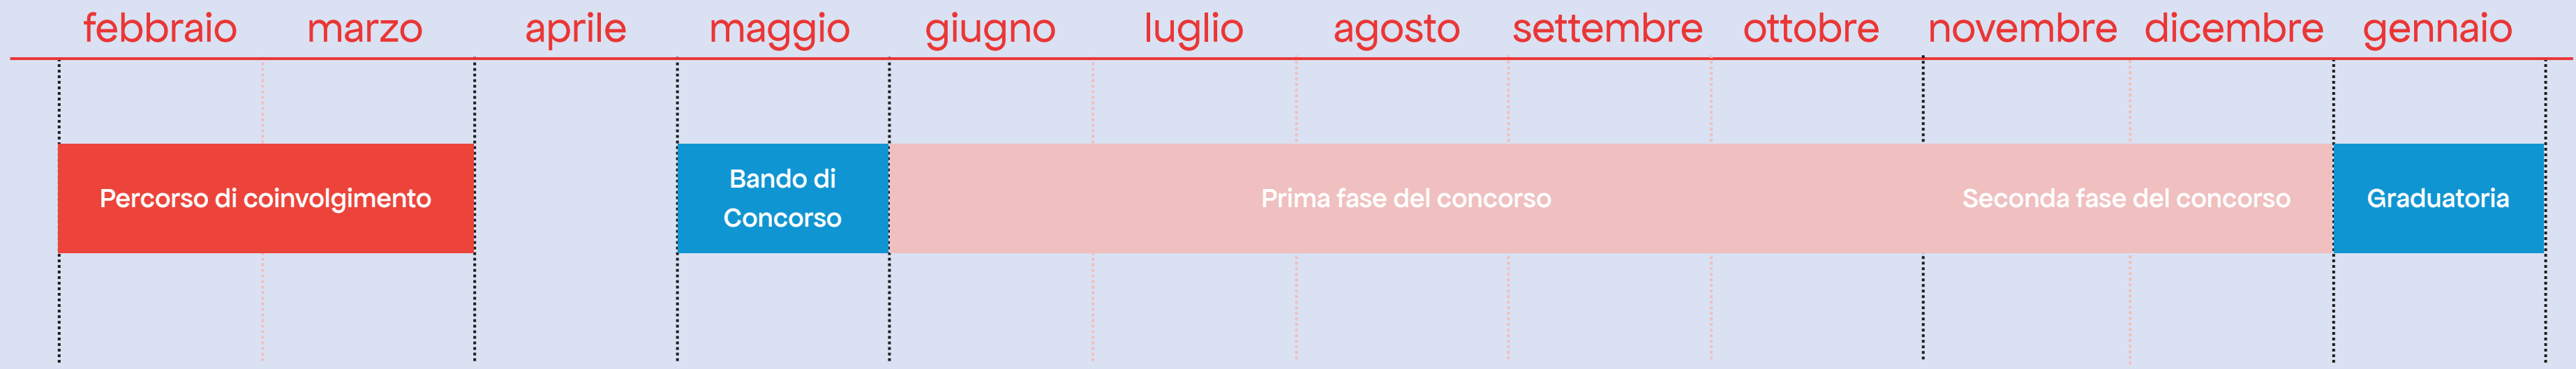 febbraio marzo aprile maggio giugno luglio agosto settembre ottobre novembre dicembre gennaio
Percorso di coinvolgimento
Bando di
Concorso
Prima fase del concorso
Seconda fase del concorso
Graduatoria